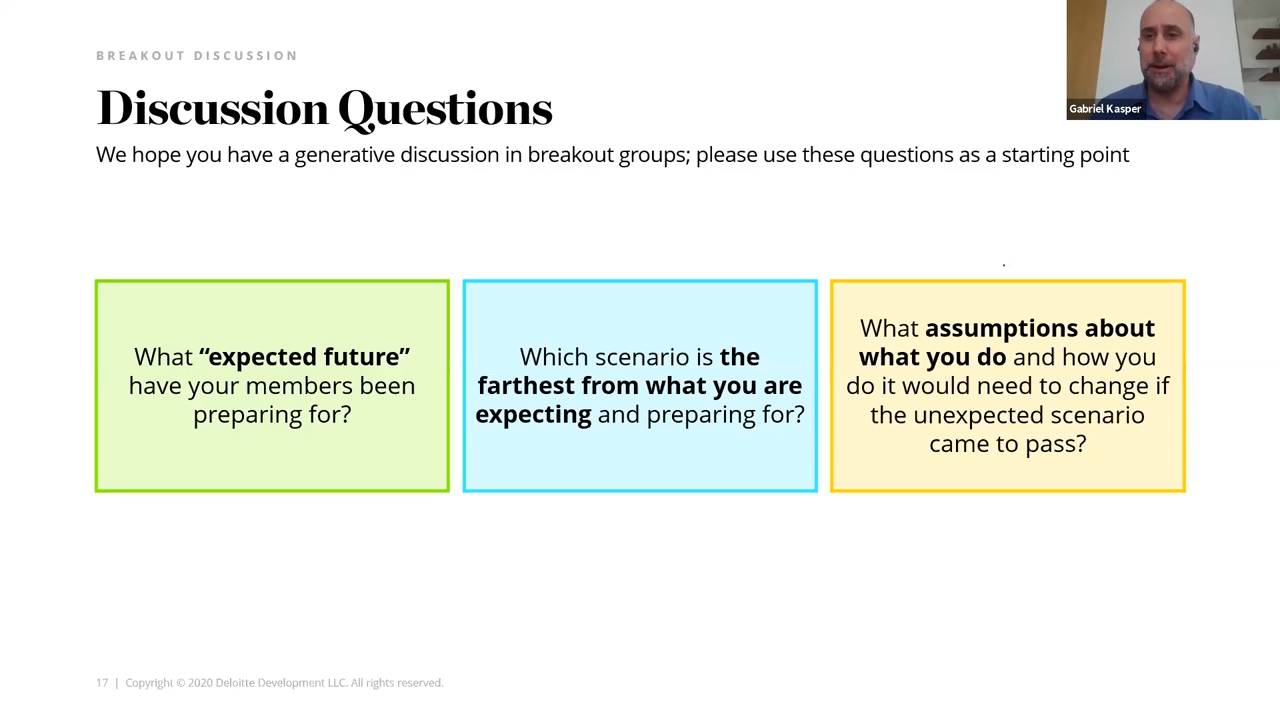 BREAKOUT DISCUSSION
Discussion Questions
We hope you have a generative discussion in breakout groups; please use these questions as a starting point
Gabriel Kasper
What “expected future”
have your members been
preparing for?
Which scenario is the
farthest from what you are
expecting and preparing for?
What assumptions about
what you do and how you
do it would need to change if
the unexpected scenario
came to pass?
17 | Copyright © 2020 Deloitte Development LLC. All rights reserved.